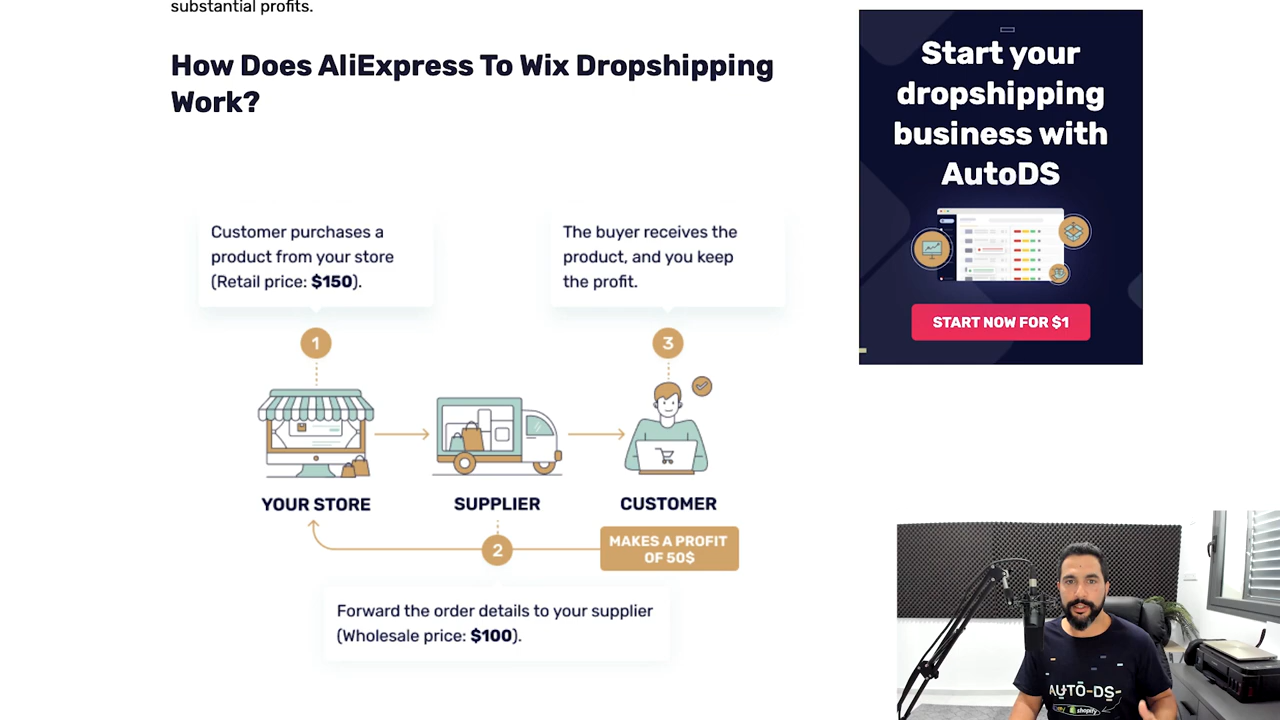 substantial profits.
How Does AliExpress To Wix Dropshipping
Work?
Customer purchases a
product from your store
(Retail price: $150).
The buyer receives the
product, and you keep
the profit.
1
3
YOUR STORE
SUPPLIER
CUSTOMER
2
MAKES A PROFIT
OF 50$
Forward the order details to your supplier
(Wholesale price: $100).
Start your
dropshipping
business with
AutoDS
START NOW FOR $1
AUTO-DS
shopify